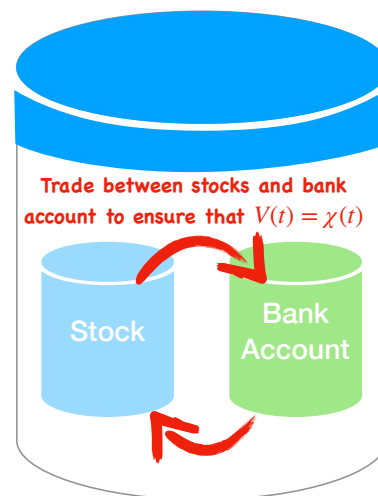 Trade between stocks and bank
account to ensure that V(t) = χ(t)
Stock
Bank
Account